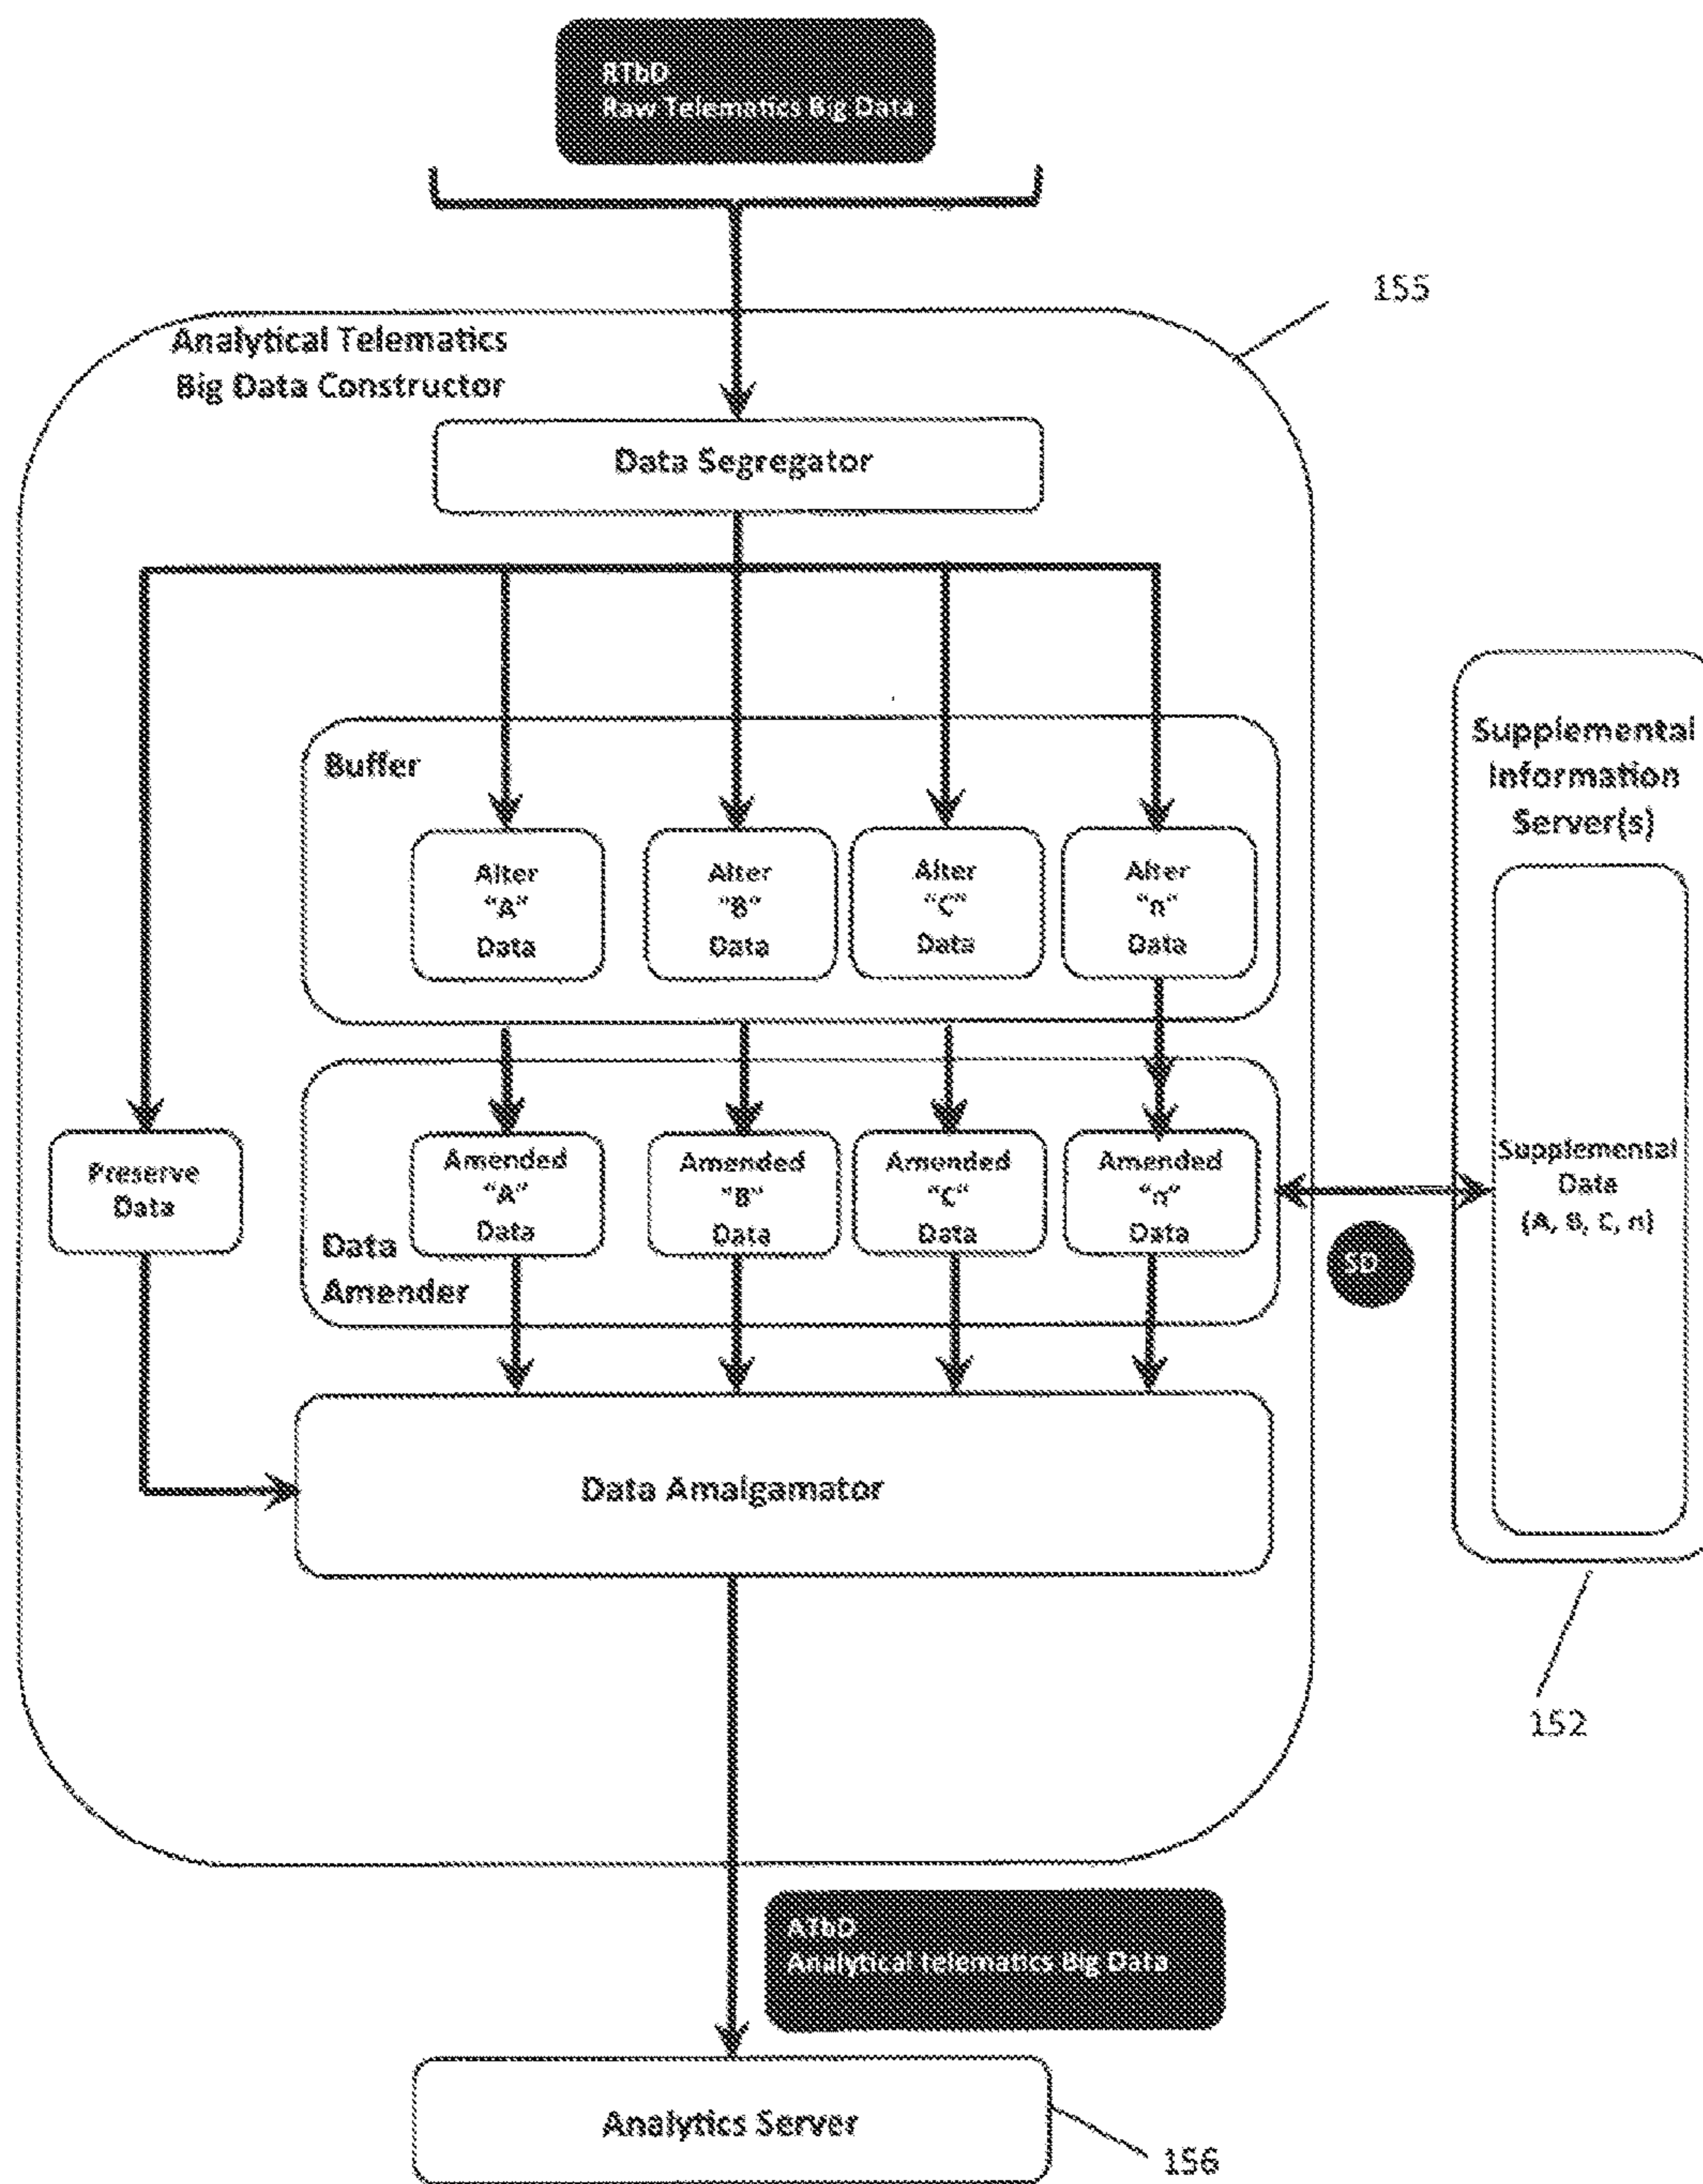 RTbD
Raw Telematics Big Data
155
Analytical Telematics
Big Data Constructor
Data Segregator
Buffer
Alter
"A"
Data
Alter
"B"
Data
Alter
"C"
Data
Alter
"n"
Data
Supplemental
Information
Server(s)
Preserve
Data
Amended
"A"
Data
Amended
"B"
Data
Amended
"C"
Data
Amended
"n"
Data
Data
Amender
SD
Supplemental
Data
(A, B, C, n)
Data Amalgamator
152
ATbD
Analytical telematics Big Data
Analytics Server
156